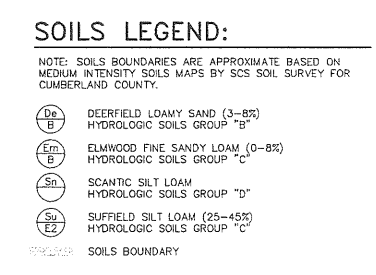 SOILS LEGEND:
NOTE: SOILS BOUNDARIES ARE APPROXIMATE BASED ON
MEDIUM INTENSITY SOILS MAPS BY SCS SOIL SURVEY FOR
CUMBERLAND COUNTY.
De
B
DEERFIELD LOAMY SAND (3-8%)
HYDROLOGIC SOILS GROUP "B"
Em
B
ELMWOOD FINE SANDY LOAM (0-8%)
HYDROLOGIC SOILS GROUP "C"
Sn
SCANTIC SILT LOAM
HYDROLOGIC SOILS GROUP "D"
Su
E2
SUFFIELD SILT LOAM (25-45%)
HYDROLOGIC SOILS GROUP "C"
SOILS BOUNDARY